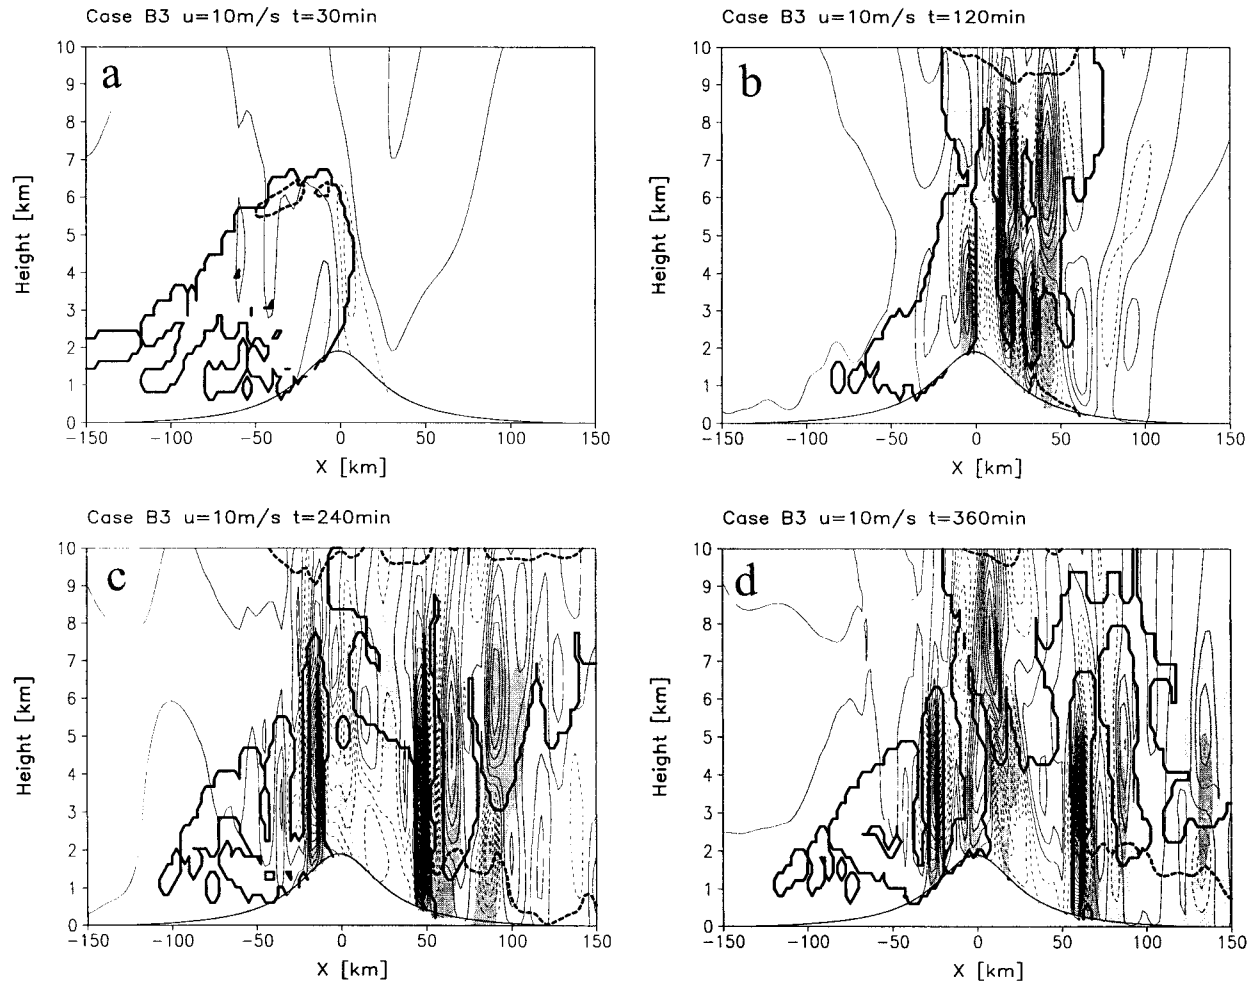 Case B3 u=10m/s t=30min
Case B3 u=10m/s t=120min
a
b
10
9
8
7
6
5
4
3
2
1
0
Height [km]
-150 -100 -50 0 50 100 150
X [km]
10
9
8
7
6
5
4
3
2
1
0
Height [km]
-150 -100 -50 0 50 100 150
X [km]
Case B3 u=10m/s t=240min
Case B3 u=10m/s t=360min
c
d
10
9
8
7
6
5
4
3
2
1
0
Height [km]
-150 -100 -50 0 50 100 150
X [km]
10
9
8
7
6
5
4
3
2
1
0
Height [km]
-150 -100 -50 0 50 100 150
X [km]